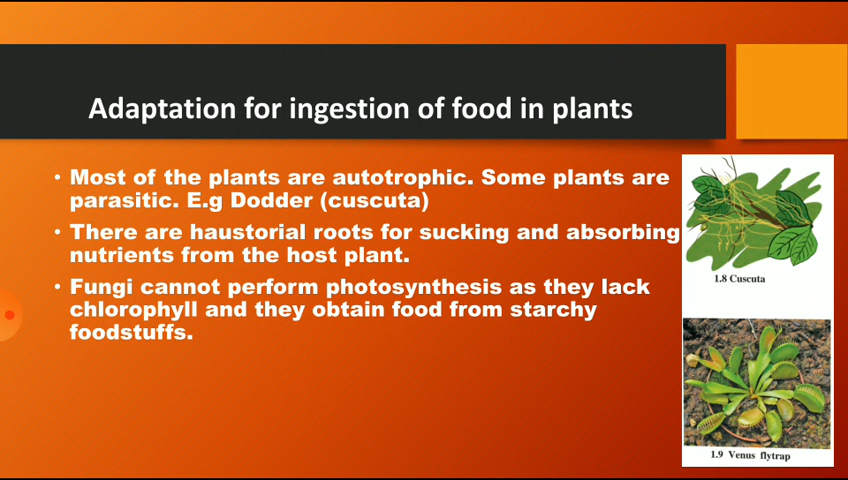 Adaptation for ingestion of food in plants
• Most of the plants are autotrophic. Some plants are
parasitic. E.g Dodder (cuscuta)
• There are haustorial roots for sucking and absorbing
nutrients from the host plant.
• Fungi cannot perform photosynthesis as they lack
chlorophyll and they obtain food from starchy
foodstuffs.
1.8 Cuscuta
1.9 Venus flytrap